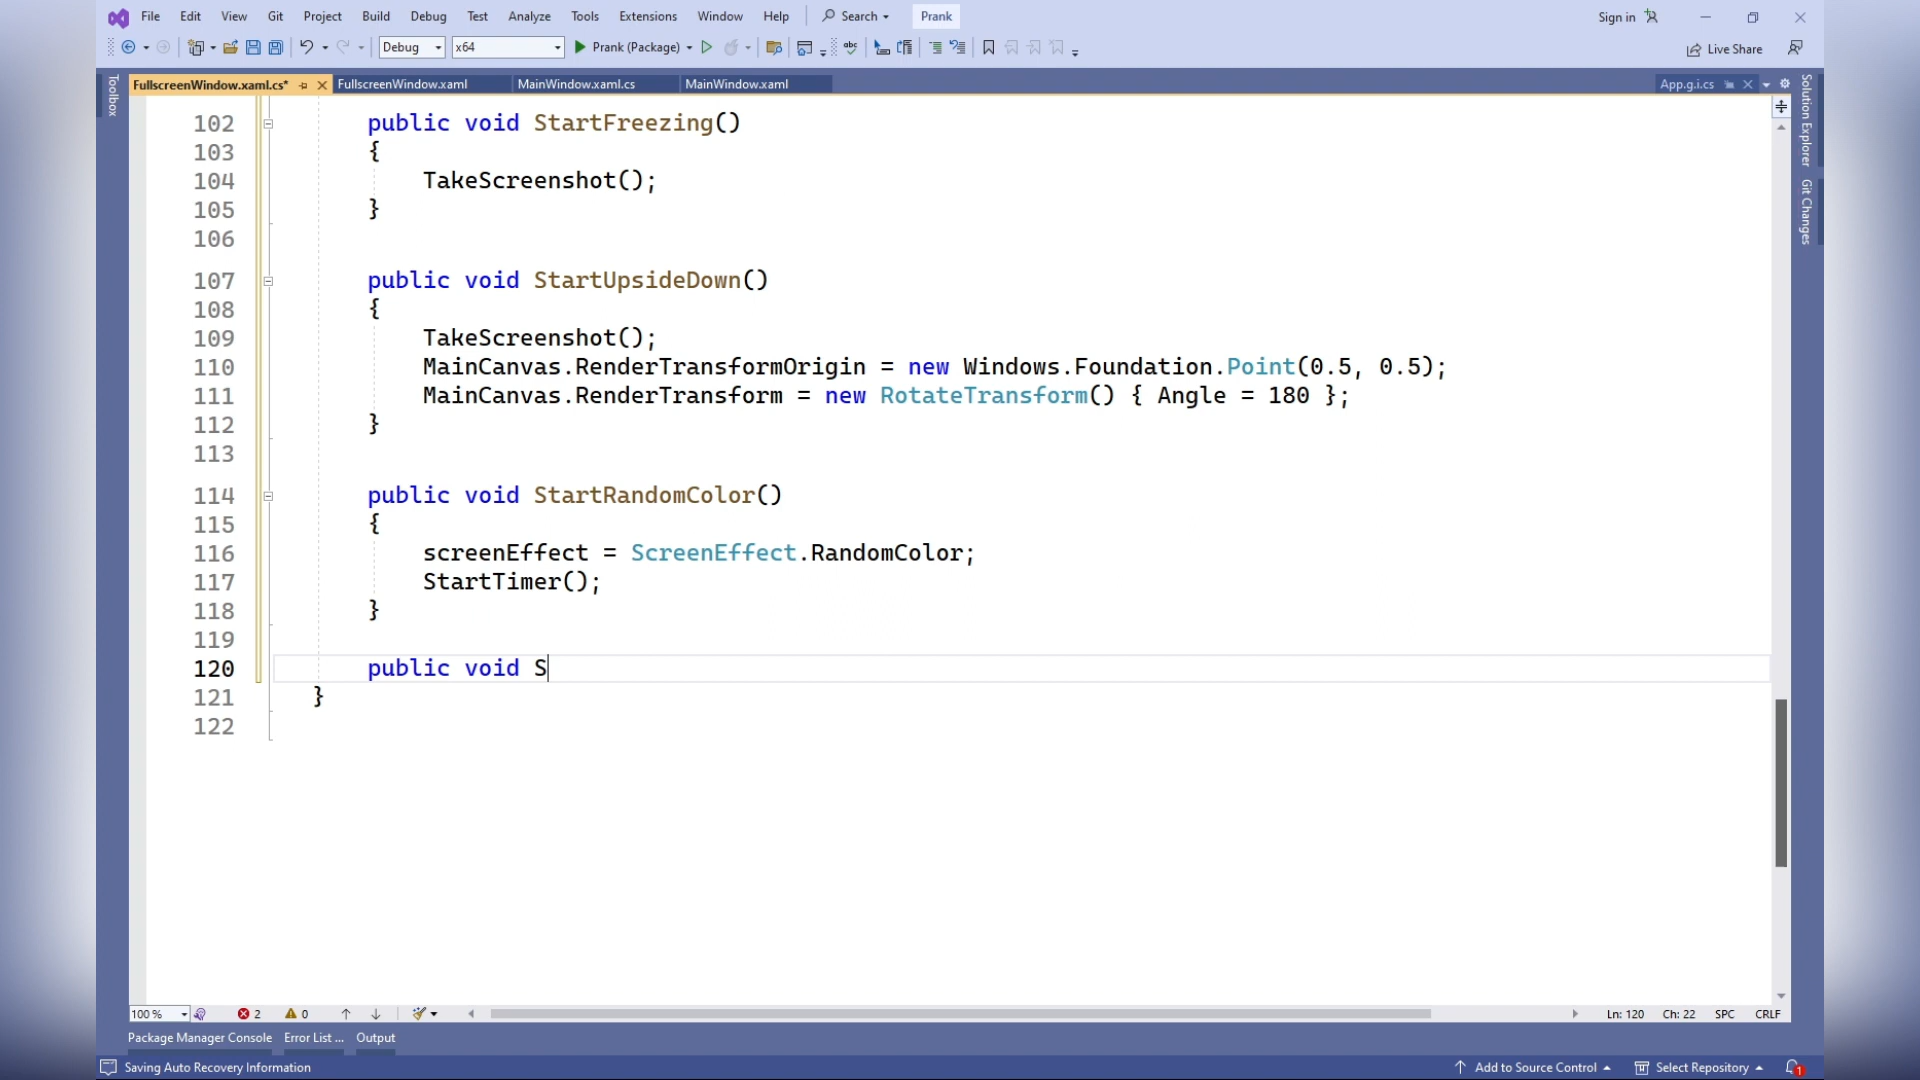 File Edit View Git Project Build Debug Test Analyze Tools Extensions Window Help Search Prank Sign in
Debug x64 Prank (Package) abc Live Share
FullscreenWindow.xaml.cs* FullscreenWindow.xaml MainWindow.xaml.cs MainWindow.xaml App.g.i.cs
Toolbox
Solution Explorer
Git Changes
102 public void StartFreezing()
103 {
104 TakeScreenshot();
105 }
106
107 public void StartUpsideDown()
108 {
109 TakeScreenshot();
110 MainCanvas.RenderTransformOrigin = new Windows.Foundation.Point(0.5, 0.5);
111 MainCanvas.RenderTransform = new RotateTransform() { Angle = 180 };
112 }
113
114 public void StartRandomColor()
115 {
116 screenEffect = ScreenEffect.RandomColor;
117 StartTimer();
118 }
119
120 public void S
121 }
122
100 % 2 0 Ln: 120 Ch: 22 SPC CRLF
Package Manager Console Error List ... Output
Saving Auto Recovery Information Add to Source Control Select Repository 1